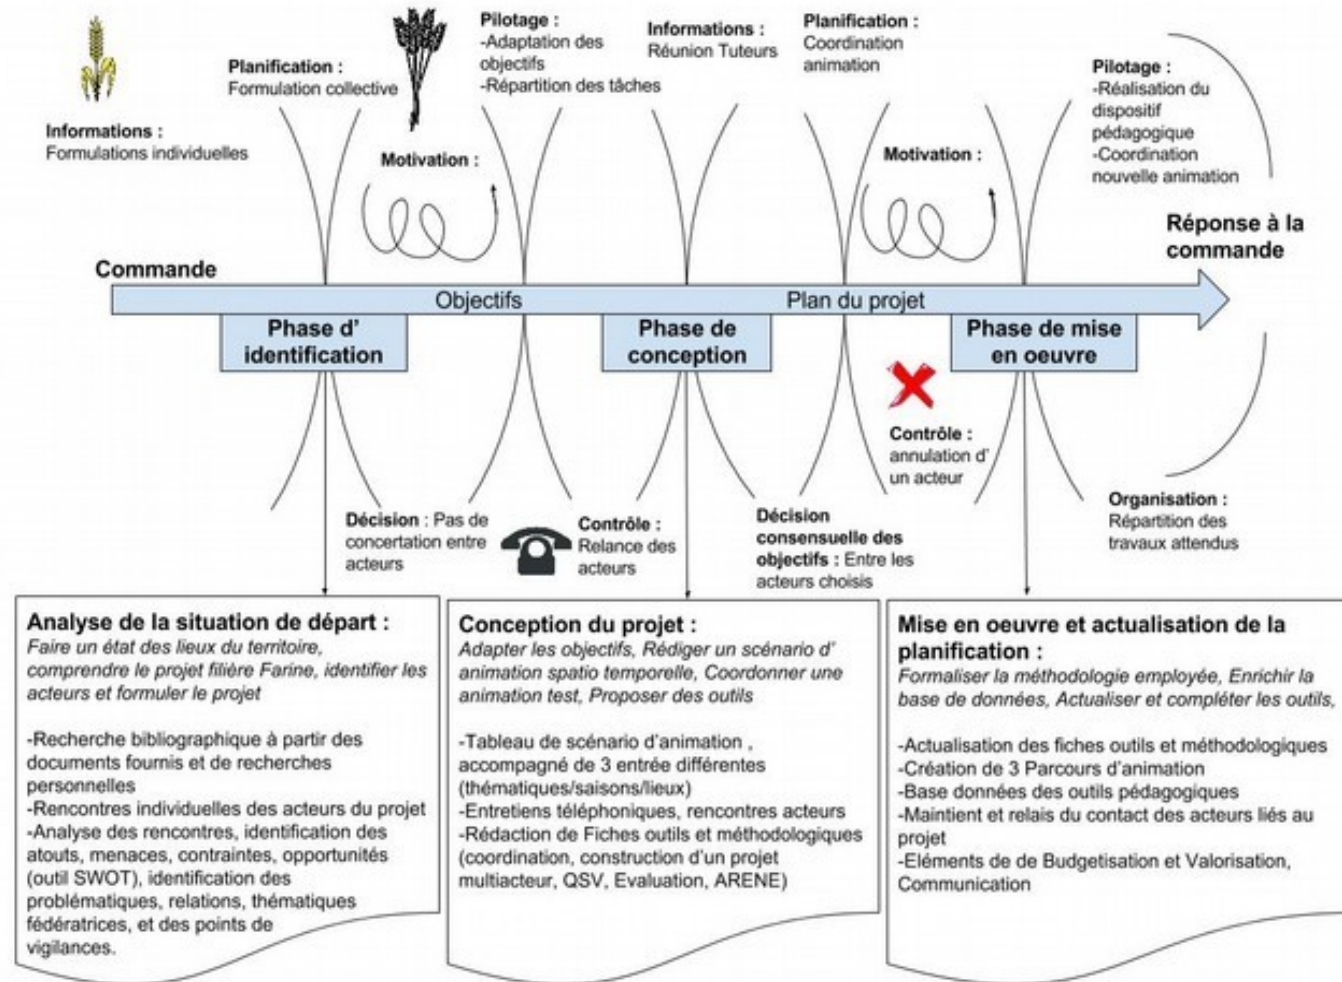 Informations :
Formulations individuelles
Planification :
Formulation collective
Motivation :
Pilotage :
-Adaptation des
objectifs
-Répartition des tâches
Informations :
Réunion Tuteurs
Planification :
Coordination
animation
Motivation :
Pilotage :
-Réalisation du
dispositif
pédagogique
-Coordination
nouvelle animation
Commande
Réponse à la
commande
Objectifs
Plan du projet
Phase d'
identification
Phase de
conception
Phase de mise
en oeuvre
Décision : Pas de
concertation entre
acteurs
Contrôle :
Relance des
acteurs
Décision
consensuelle des
objectifs : Entre les
acteurs choisis
Contrôle :
annulation d'
un acteur
Organisation :
Répartition des
travaux attendus
Analyse de la situation de départ :
Faire un état des lieux du territoire,
comprendre le projet filière Farine, identifier les
acteurs et formuler le projet
-Recherche bibliographique à partir des
documents fournis et de recherches
personnelles
-Rencontres individuelles des acteurs du projet
-Analyse des rencontres, identification des
atouts, menaces, contraintes, opportunités
(outil SWOT), identification des
problématiques, relations, thématiques
fédératrices, et des points de
vigilances.
Conception du projet :
Adapter les objectifs, Rédiger un scénario d'
animation spatio temporelle, Coordonner une
animation test, Proposer des outils
-Tableau de scénario d'animation ,
accompagné de 3 entrée différentes
(thématiques/saisons/lieux)
-Entretiens téléphoniques, rencontres acteurs
-Rédaction de Fiches outils et méthodologiques
(coordination, construction d'un projet
multiacteur, QSV, Evaluation, ARENE)
Mise en oeuvre et actualisation de la
planification :
Formaliser la méthodologie employée, Enrichir la
base de données, Actualiser et compléter les outils,
-Actualisation des fiches outils et méthodologiques
-Création de 3 Parcours d'animation
-Base données des outils pédagogiques
-Maintient et relais du contact des acteurs liés au
projet
-Eléments de de Budgetisation et Valorisation,
Communication